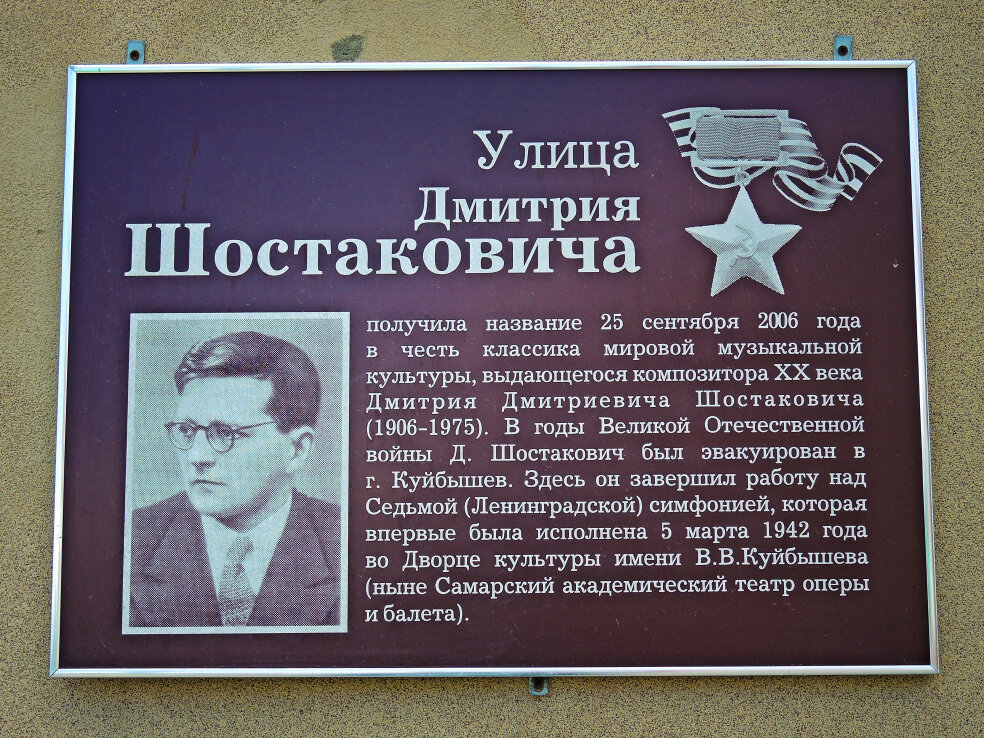 Улица
Дмитрия
Шостаковича
получила название 25 сентября 2006 года
в честь классика мировой музыкальной
культуры, выдающегося композитора XX века
Дмитрия Дмитриевича Шостаковича
(1906-1975). В годы Великой Отечественной
войны Д. Шостакович был эвакуирован в
г. Куйбышев. Здесь он завершил работу над
Седьмой (Ленинградской) симфонией, которая
впервые была исполнена 5 марта 1942 года
во Дворце культуры имени В.В.Куйбышева
(ныне Самарский академический театр оперы
и балета).